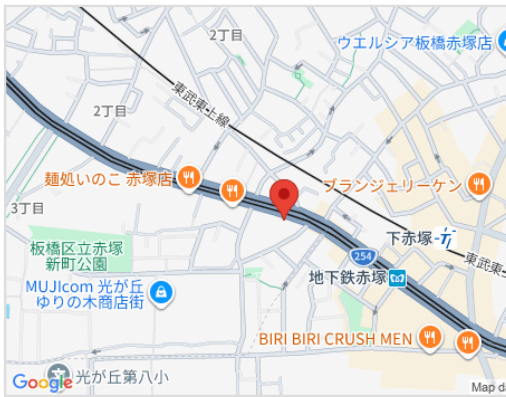 2丁目
ウエルシア板橋赤塚店
東武東上線
2丁目
麺処いのこ 赤塚店
ブランジェリーケン
3丁目
下赤塚
板橋区立赤塚
新町公園
254
東武東
地下鉄赤塚
MUJIcom 光が丘
ゆりの木商店街
BIRI BIRI CRUSH MEN
光が丘第八小
Google
Map da